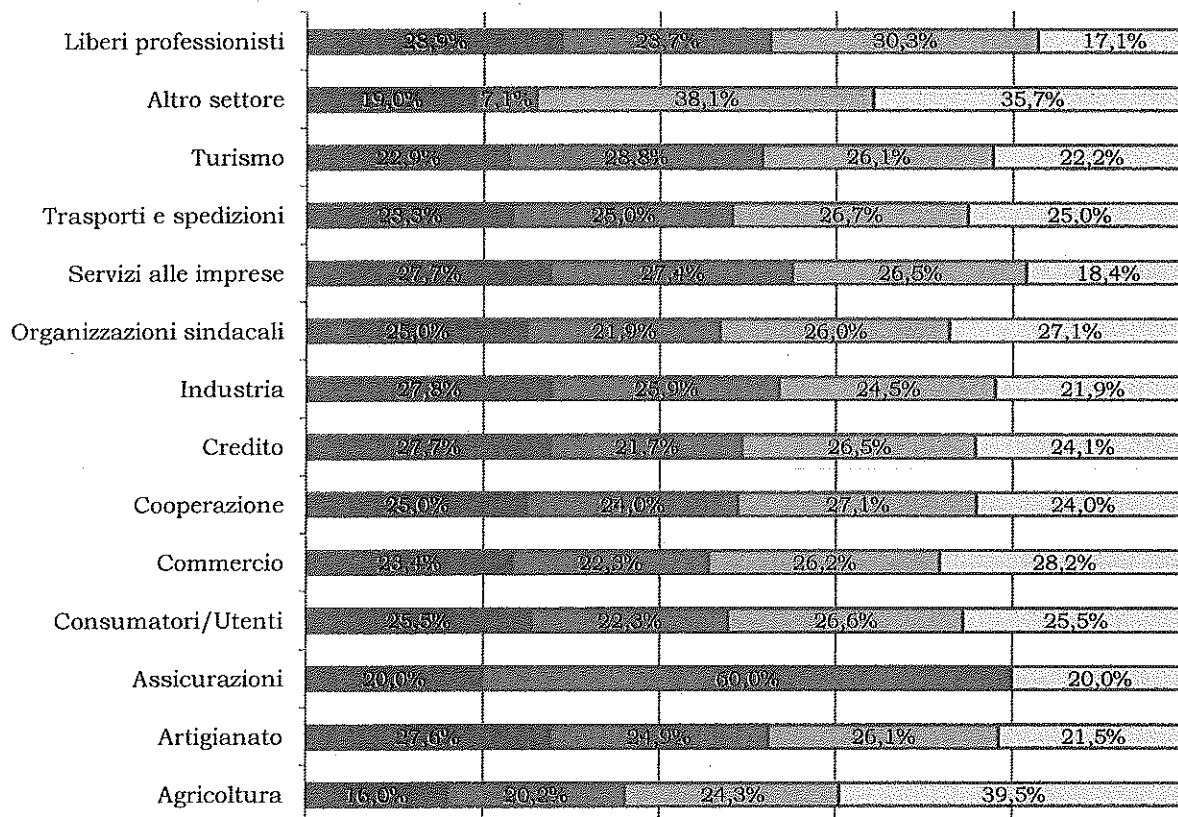 Liberi professionisti 28,9% 23,7% 30,3% 17,1%
Altro settore 19,0% 7,1% 38,1% 35,7%
Turismo 22,9% 28,8% 26,1% 22,2%
Trasporti e spedizioni 23,3% 25,0% 26,7% 25,0%
Servizi alle imprese 27,7% 27,4% 26,5% 18,4%
Organizzazioni sindacali 25,0% 21,9% 26,0% 27,1%
Industria 27,8% 25,9% 24,5% 21,9%
Credito 27,7% 21,7% 26,5% 24,1%
Cooperazione 25,0% 24,0% 27,1% 24,0%
Commercio 23,4% 22,3% 26,2% 28,2%
Consumatori/Utenti 25,5% 22,3% 26,6% 25,5%
Assicurazioni 20,0% 60,0% 20,0%
Artigianato 27,6% 24,9% 26,1% 21,5%
Agricoltura 16,0% 20,2% 24,3% 39,5%